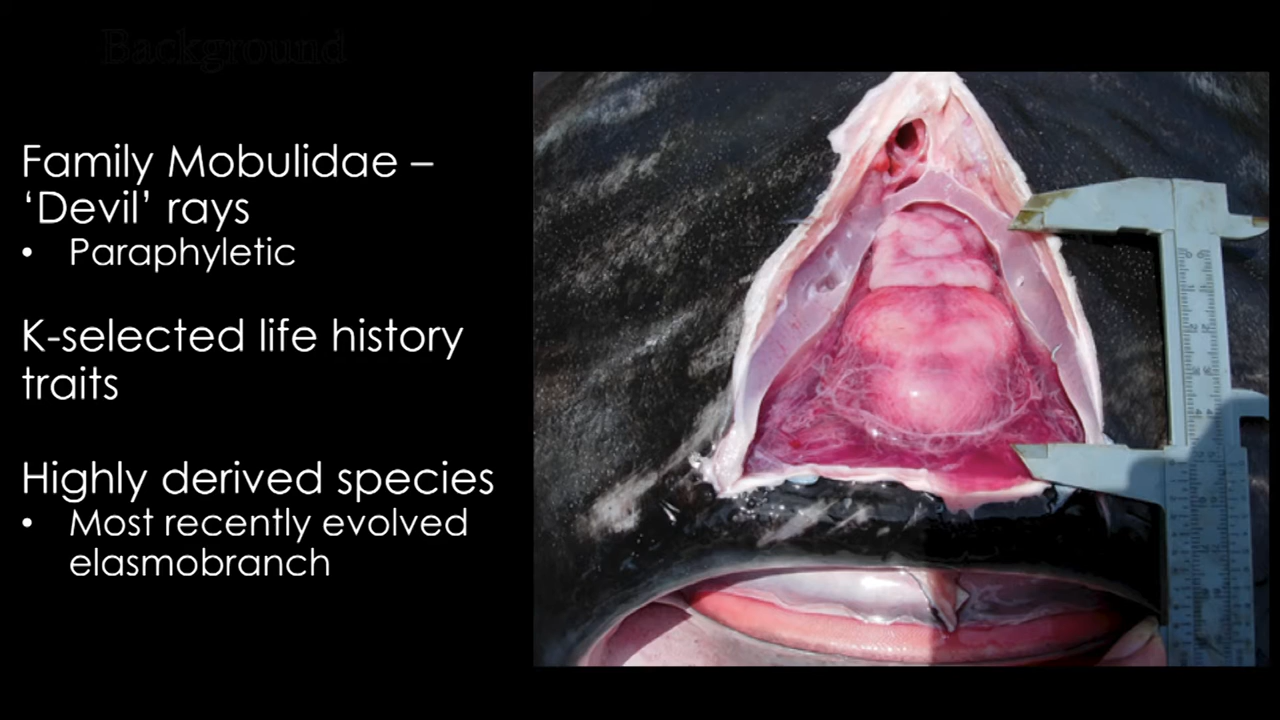 Background
Family Mobulidae –
‘Devil’ rays
• Paraphyletic
K-selected life history
traits
Highly derived species
• Most recently evolved
elasmobranch